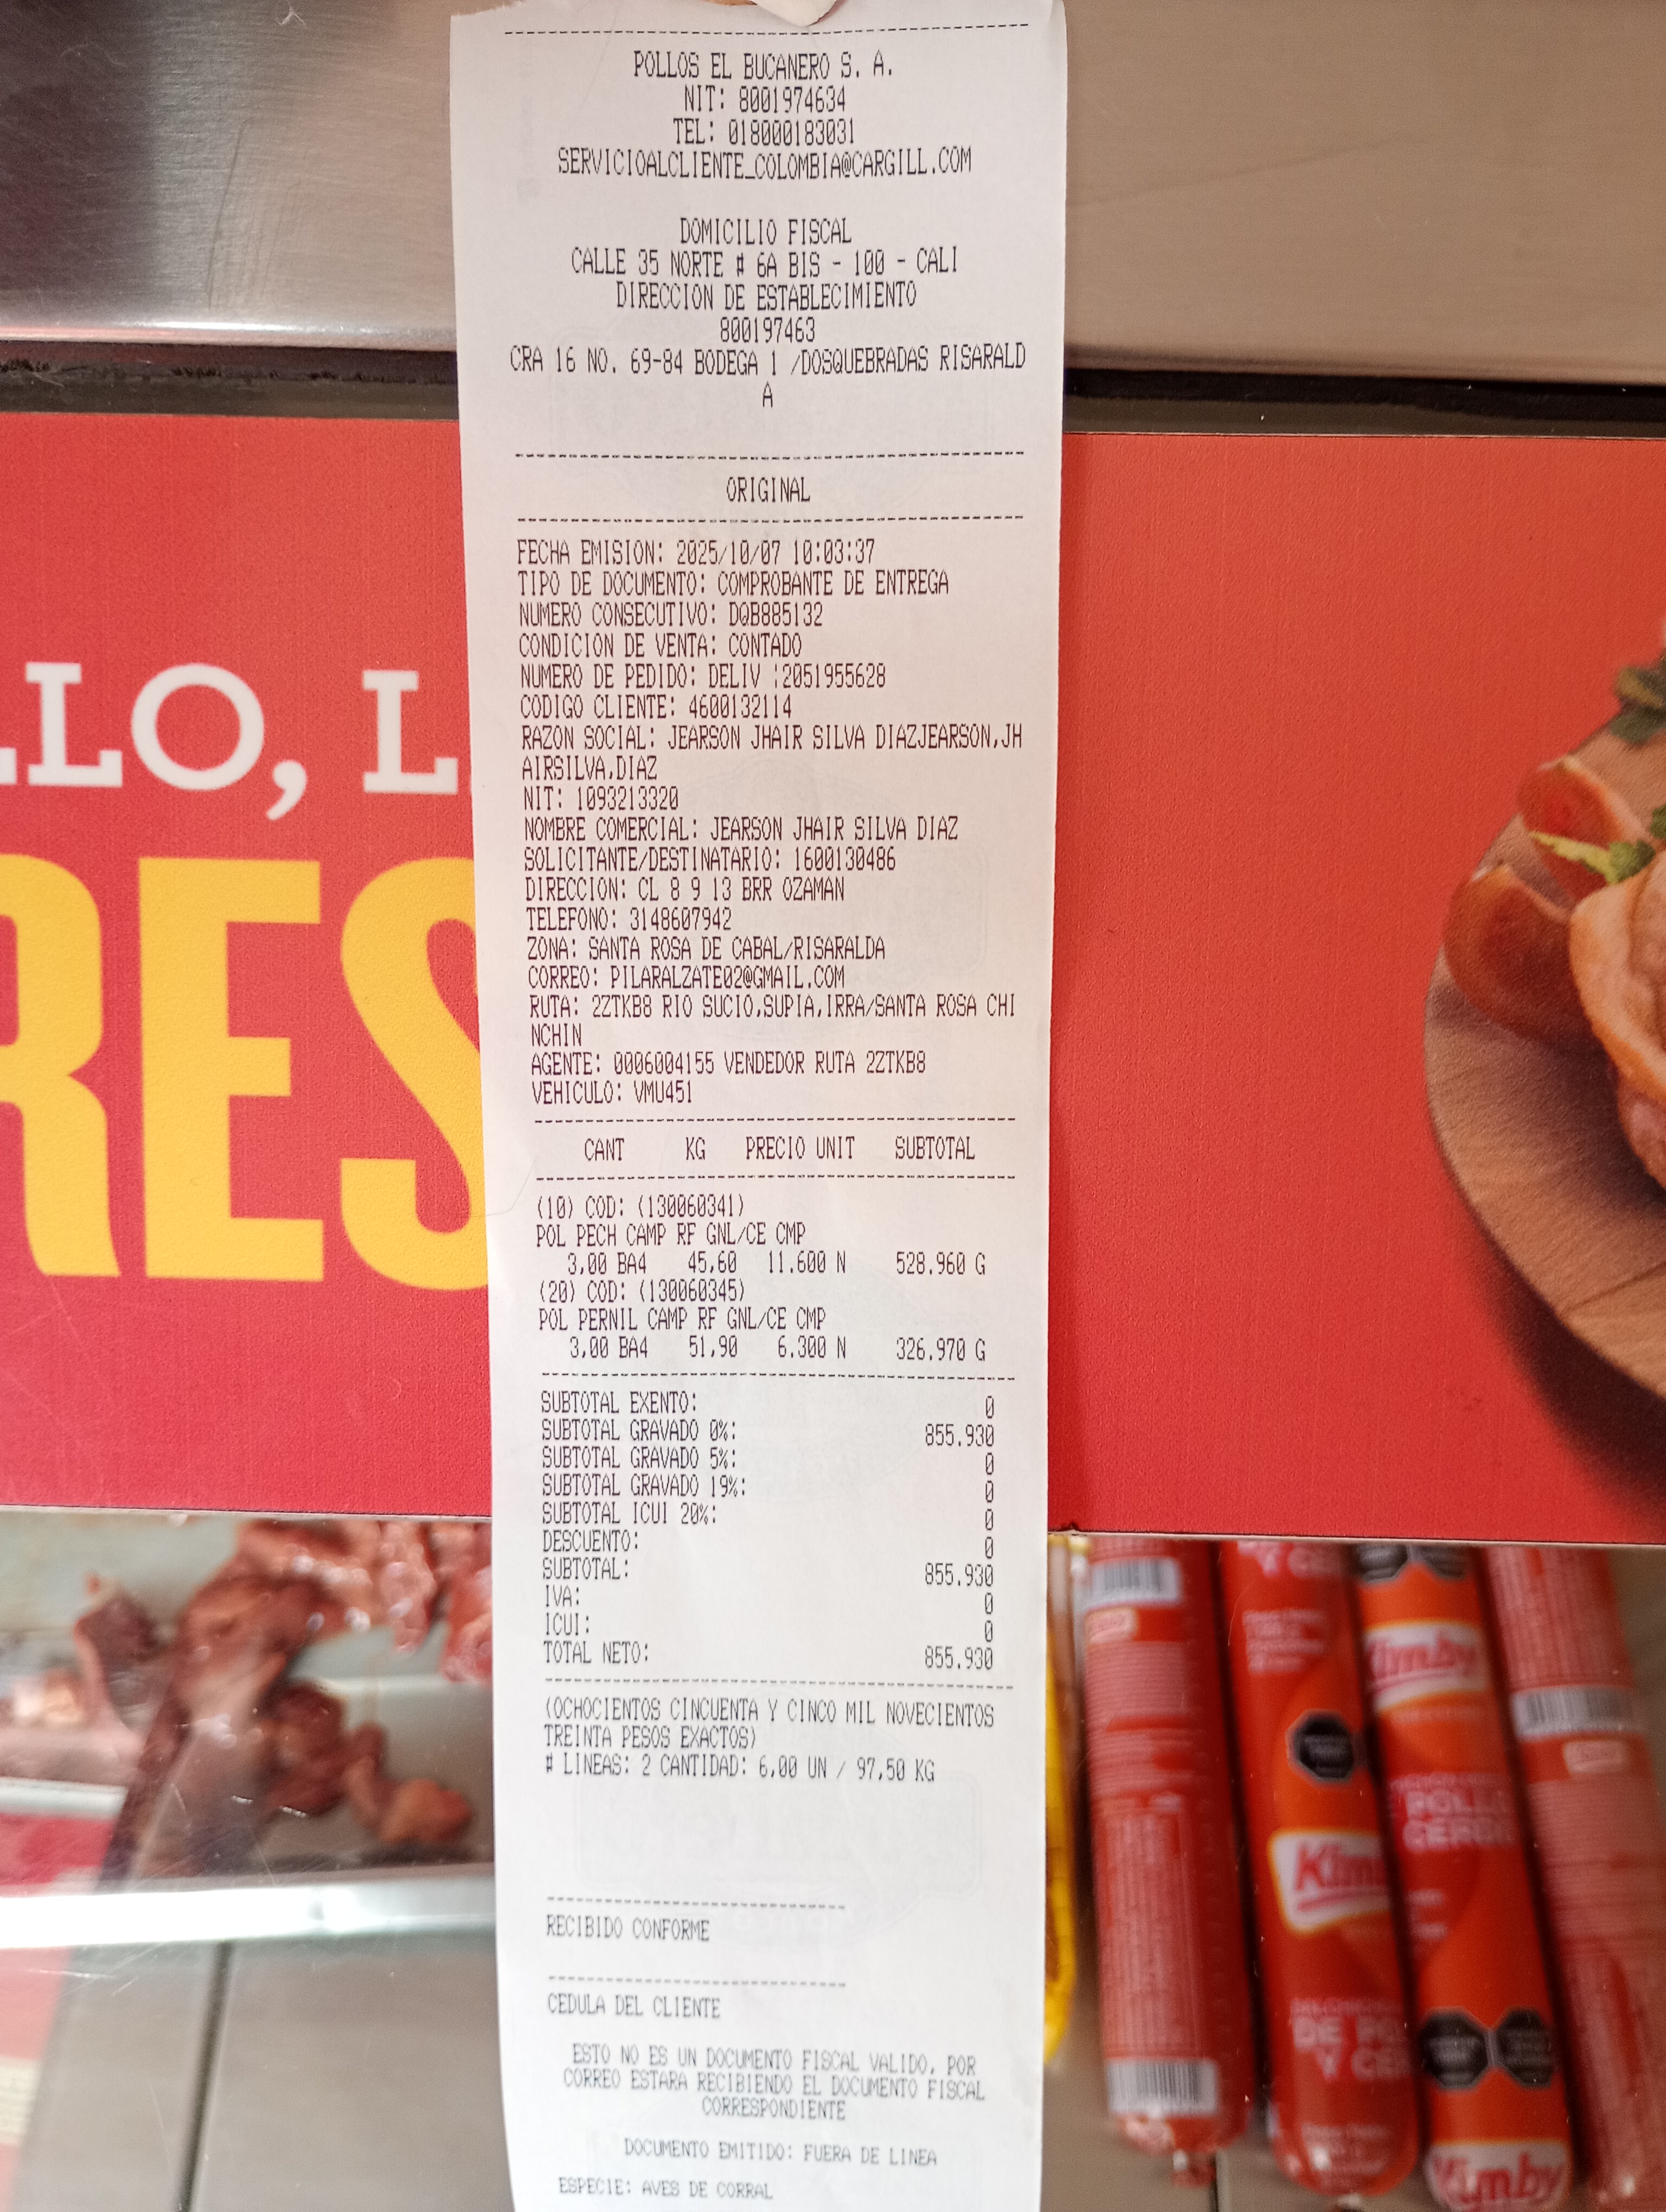 POLLOS EL BUCANERO S. A.
NIT: 8001974634
TEL: 018000183031
SERVICIOALCLIENTE_COLOMBIA@CARGILL.COM
DOMICILIO FISCAL
CALLE 35 NORTE # 6A BIS - 100 - CALI
DIRECCION DE ESTABLECIMIENTO
800197463
CRA 16 NO. 69-84 BODEGA 1 /DOSQUEBRADAS RISARALD
A
ORIGINAL
FECHA EMISION: 2025/10/07 10:03:37
TIPO DE DOCUMENTO: COMPROBANTE DE ENTREGA
NUMERO CONSECUTIVO: DQB885132
CONDICION DE VENTA: CONTADO
NUMERO DE PEDIDO: DELIV :2051955628
CODIGO CLIENTE: 4600132114
RAZON SOCIAL: JEARSON JHAIR SILVA DIAZJEARSON,JH
AIRSILVA,DIAZ
NIT: 1093213320
NOMBRE COMERCIAL: JEARSON JHAIR SILVA DIAZ
SOLICITANTE/DESTINATARIO: 1600130486
DIRECCION: CL 8 9 13 BRR OZAMAN
TELEFONO: 3148607942
ZONA: SANTA ROSA DE CABAL/RISARALDA
CORREO: PILARALZATE02@GMAIL.COM
RUTA: 2ZTKB8 RIO SUCIO,SUPIA,IRRA/SANTA ROSA CHI
NCHIN
AGENTE: 0006004155 VENDEDOR RUTA 2ZTKB8
VEHICULO: VMU451
CANT KG PRECIO UNIT SUBTOTAL
(10) COD: (130060341)
POL PECH CAMP RF GNL/CE CMP
3,00 BA4 45,60 11.600 N 528.960 G
(20) COD: (130060345)
POL PERNIL CAMP RF GNL/CE CMP
3,00 BA4 51,90 6.300 N 326.970 G
SUBTOTAL EXENTO: 0
SUBTOTAL GRAVADO 0%: 855.930
SUBTOTAL GRAVADO 5%: 0
SUBTOTAL GRAVADO 19%: 0
SUBTOTAL ICUI 20%: 0
DESCUENTO: 0
SUBTOTAL: 855.930
IVA: 0
ICUI: 0
TOTAL NETO: 855.930
(OCHOCIENTOS CINCUENTA Y CINCO MIL NOVECIENTOS
TREINTA PESOS EXACTOS)
# LINEAS: 2 CANTIDAD: 6,00 UN / 97,50 KG
RECIBIDO CONFORME
CEDULA DEL CLIENTE
ESTO NO ES UN DOCUMENTO FISCAL VALIDO, POR
CORREO ESTARA RECIBIENDO EL DOCUMENTO FISCAL
CORRESPONDIENTE
DOCUMENTO EMITIDO: FUERA DE LINEA
ESPECIE: AVES DE CORRAL
LLO, L
RES
Kimby
POLLO
Kim
DE PO
Y CE
Kimby